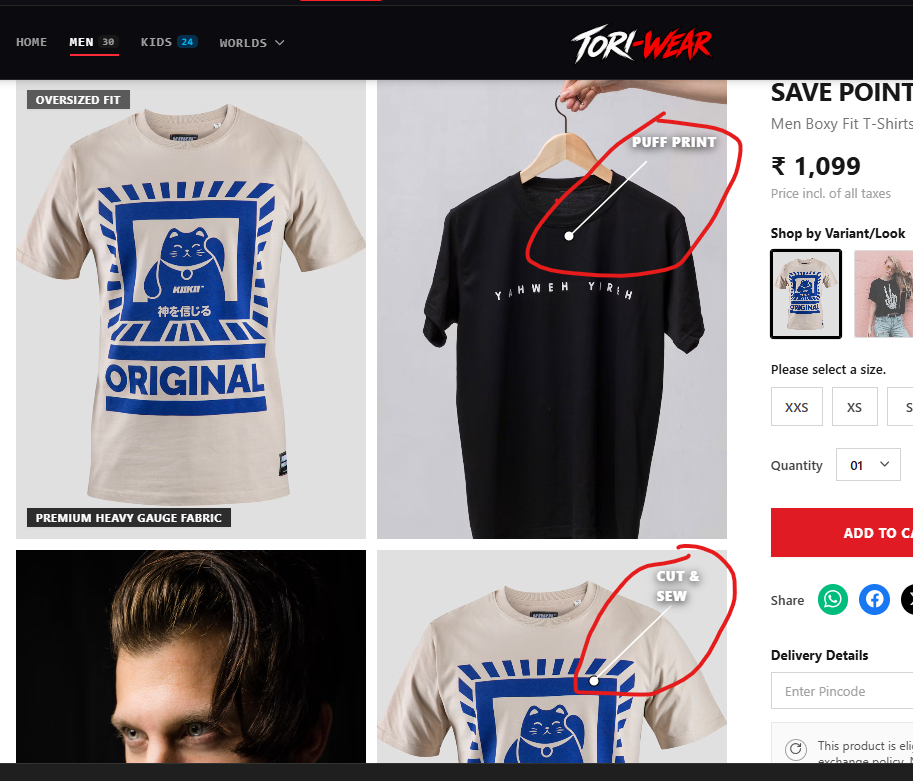 HOME
MEN 30
KIDS 24
WORLDS
TORI-WEAR
OVERSIZED FIT
KUKU™
神を信じる
ORIGINAL
PREMIUM HEAVY GAUGE FABRIC
PUFF PRINT
YAHWEH YIREH
CUT &
SEW
SAVE POINT
Men Boxy Fit T-Shirts
₹ 1,099
Price incl. of all taxes
Shop by Variant/Look
Please select a size.
XXS
XS
S
Quantity
01
ADD TO CA
Share
Delivery Details
Enter Pincode
This product is eli
exchange policy. N